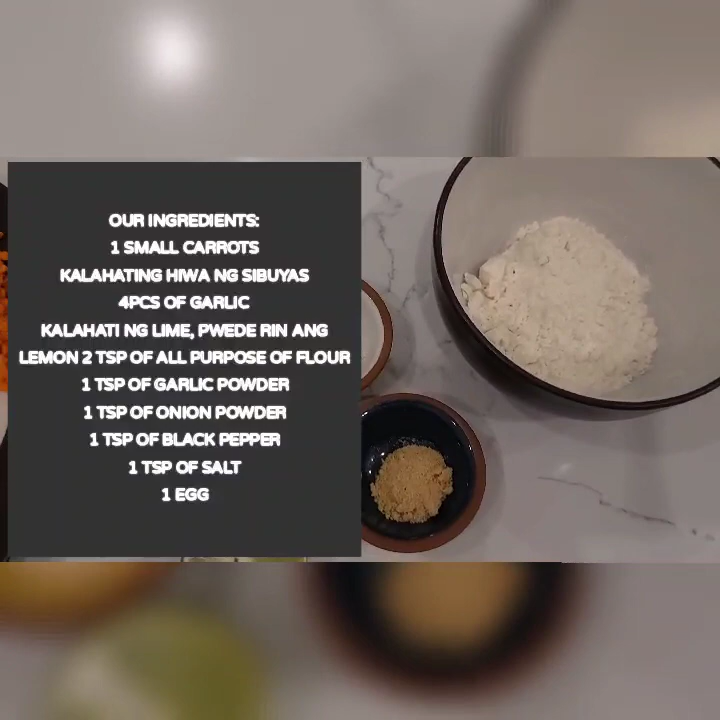 OUR INGREDIENTS:
1 SMALL CARROTS
KALAHATING HIWA NG SIBUYAS
4PCS OF GARLIC
KALAHATI NG LIME, PWEDE RIN ANG
LEMON 2 TSP OF ALL PURPOSE OF FLOUR
1 TSP OF GARLIC POWDER
1 TSP OF ONION POWDER
1 TSP OF BLACK PEPPER
1 TSP OF SALT
1 EGG